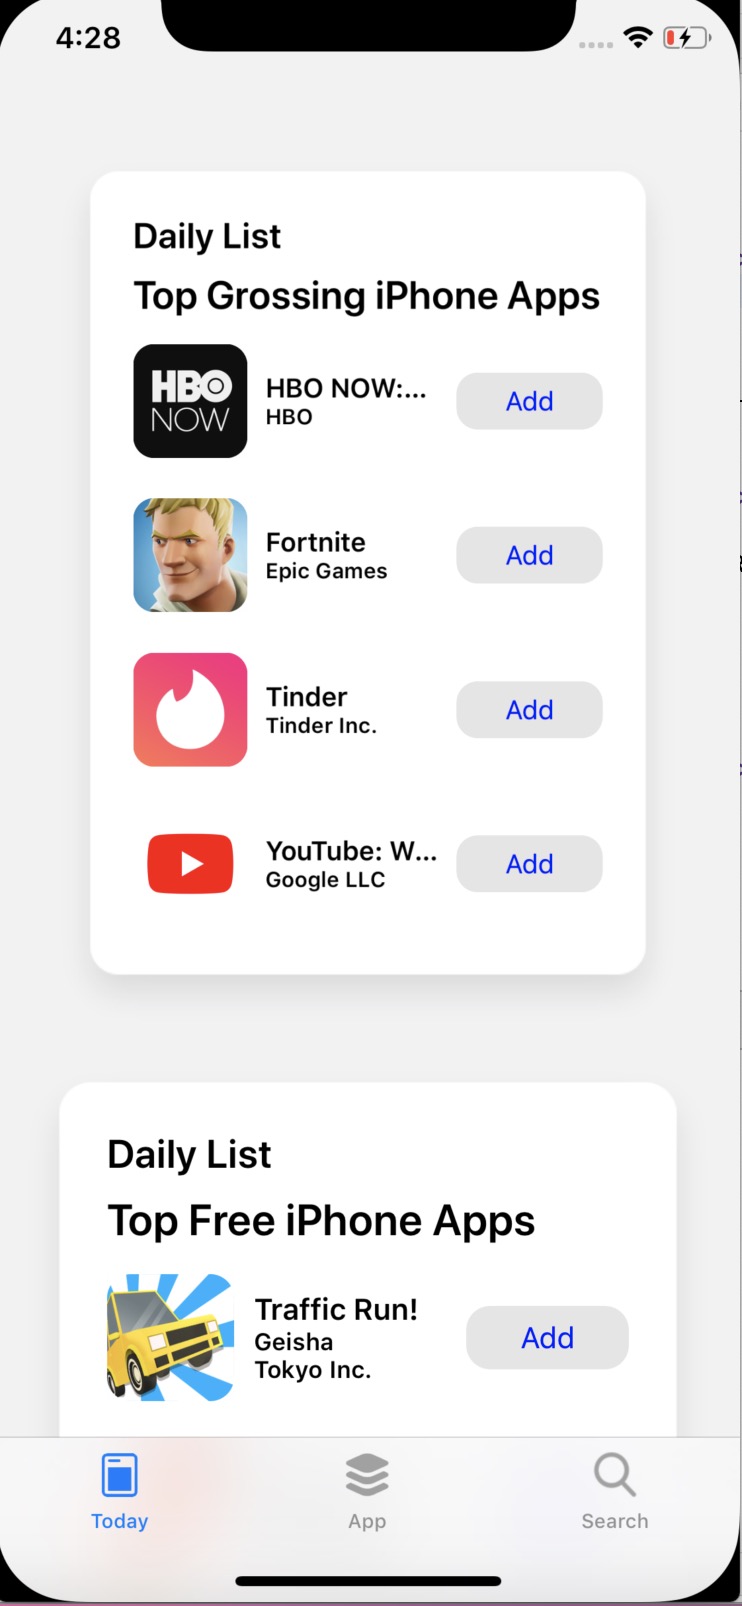 4:28
Daily List
Top Grossing iPhone Apps
HBO
NOW
HBO NOW:...
HBO
Add
Fortnite
Epic Games
Add
Tinder
Tinder Inc.
Add
YouTube: W...
Google LLC
Add
Daily List
Top Free iPhone Apps
Traffic Run!
Geisha
Tokyo Inc.
Add
Today
App
Search